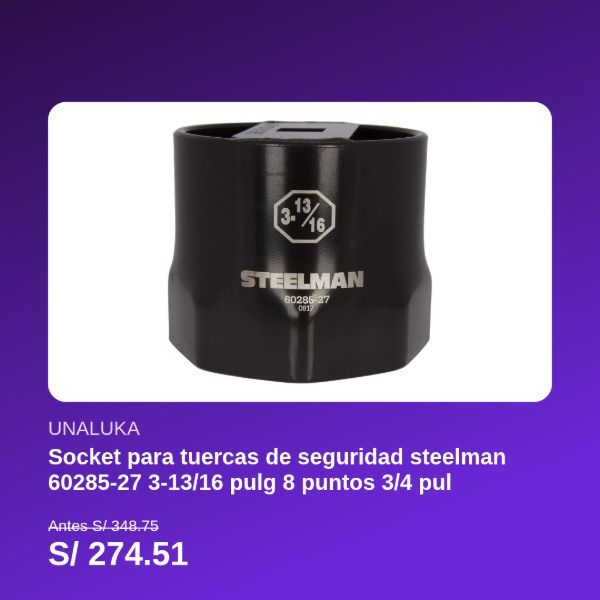 3-13/16
STEELMAN
60285-27
0817
UNALUKA
Socket para tuercas de seguridad steelman
60285-27 3-13/16 pulg 8 puntos 3/4 pul
Antes S/ 348.75
S/ 274.51